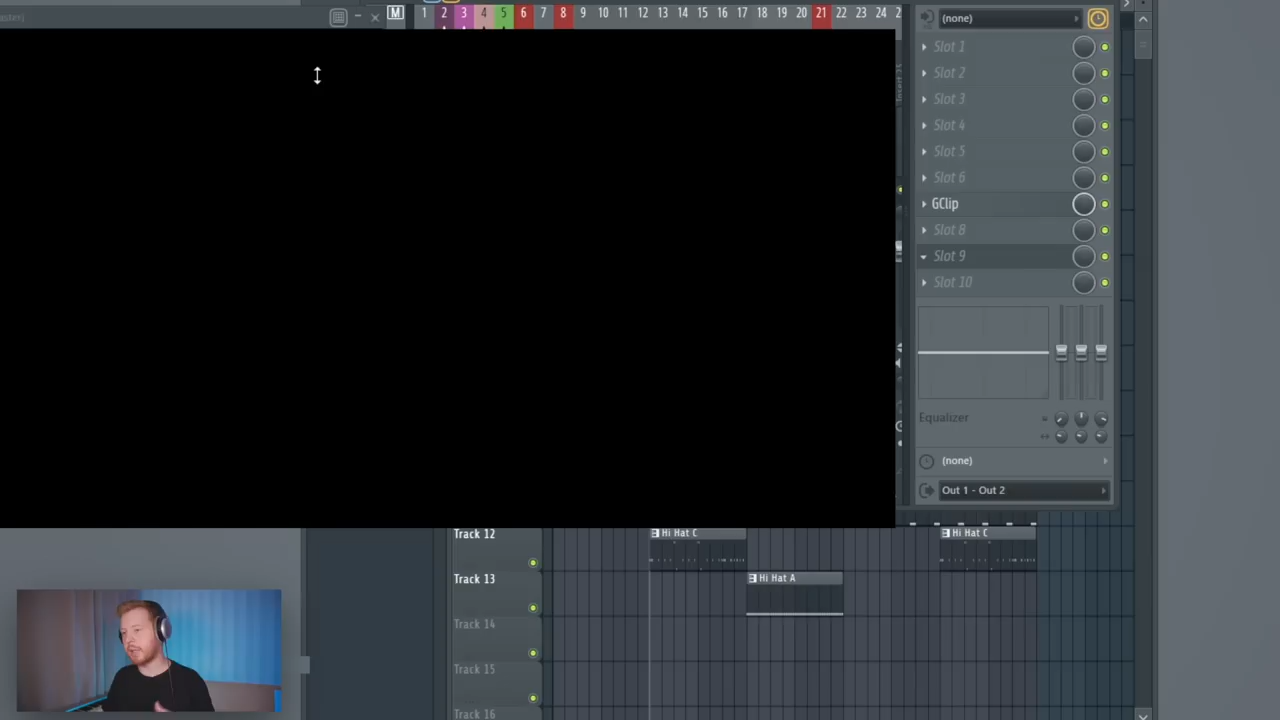 aster)
M 1 2 3 4 5 6 7 8 9 10 11 12 13 14 15 16 17 18 19 20 21 22 23 24
(none)
Slot 1
Slot 2
Slot 3
Slot 4
Slot 5
Slot 6
GClip
Slot 8
Slot 9
Slot 10
Equalizer
(none)
Out 1 - Out 2
Track 12
Hi Hat C
Hi Hat C
Track 13
Hi Hat A
Track 14
Track 15
Track 16